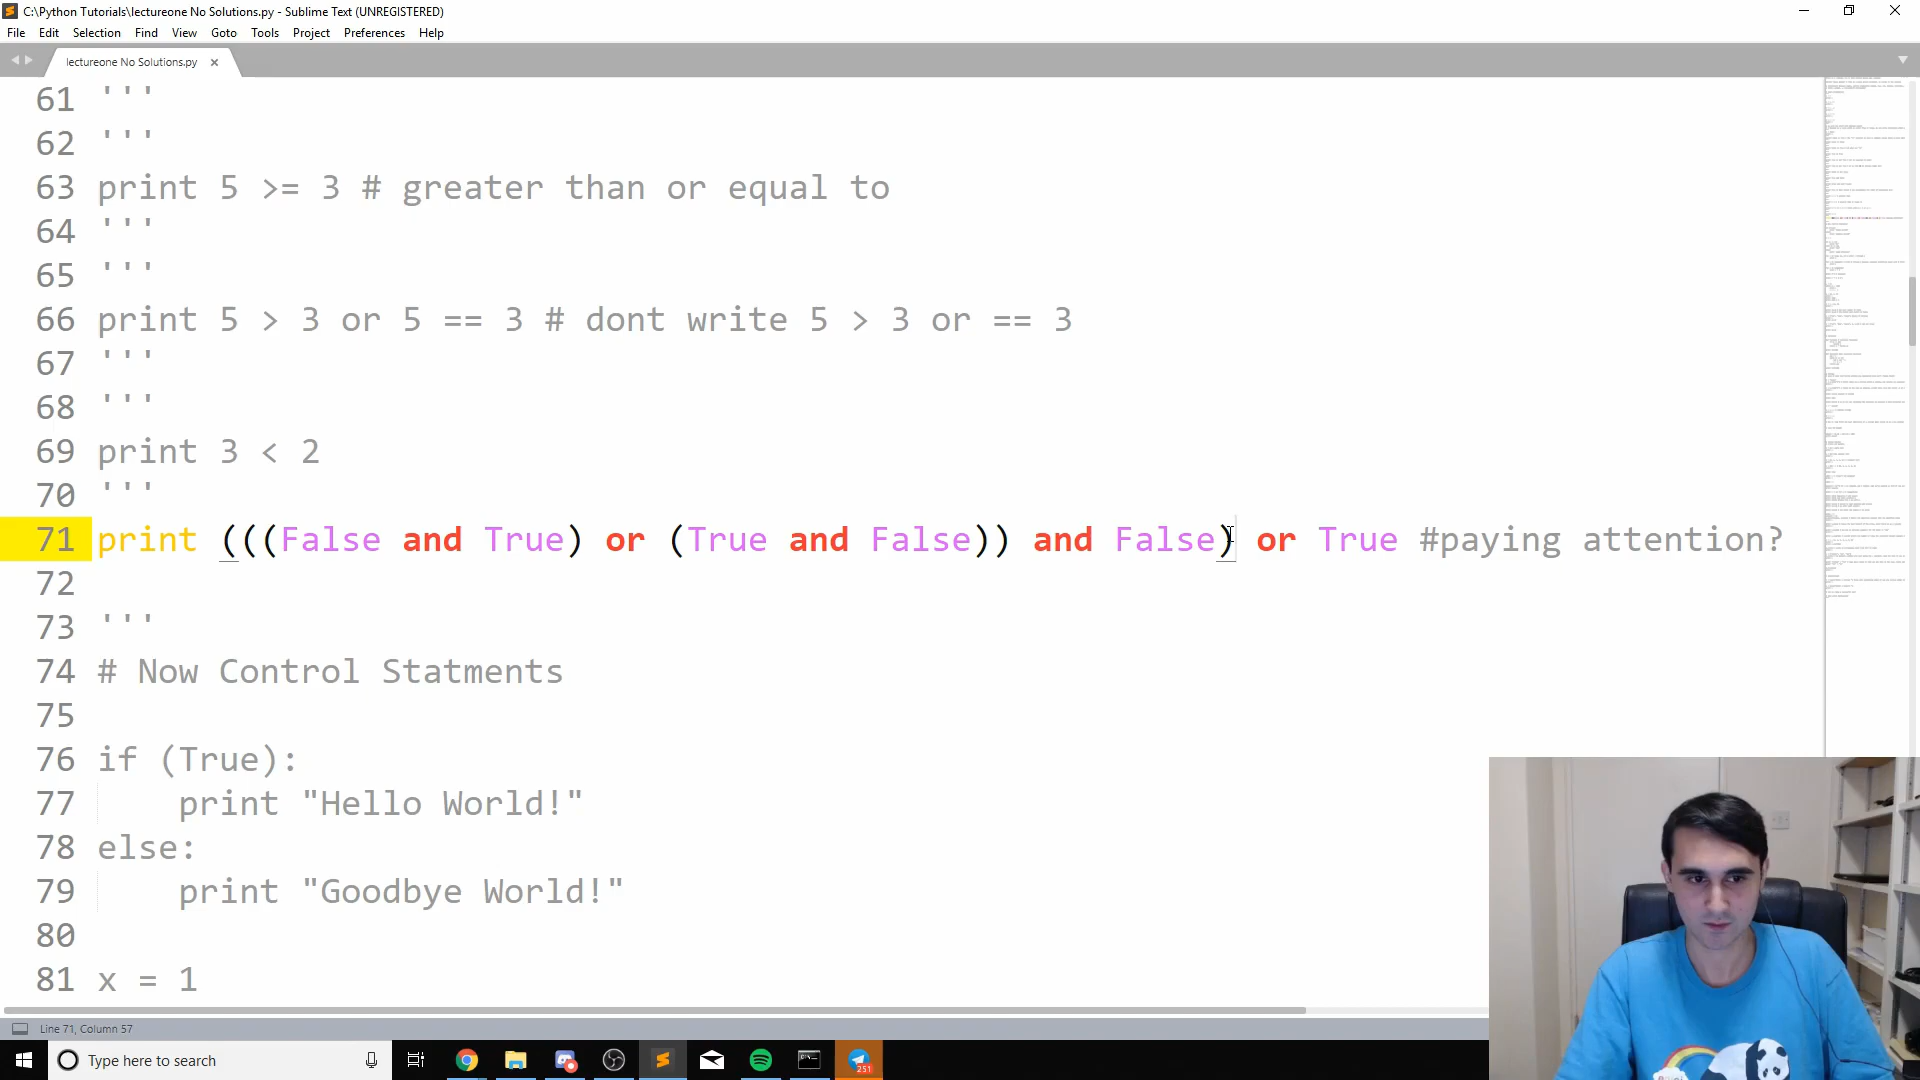 C:\Python Tutorials\lectureone No Solutions.py - Sublime Text (UNREGISTERED)
File Edit Selection Find View Goto Tools Project Preferences Help
lectureone No Solutions.py ×
61 '''
62 '''
63 print 5 >= 3 # greater than or equal to
64 '''
65 '''
66 print 5 > 3 or 5 == 3 # dont write 5 > 3 or == 3
67 '''
68 '''
69 print 3 < 2
70 '''
71 print (((False and True) or (True and False)) and False) or True #paying attention?
72
73 '''
74 # Now Control Statments
75
76 if (True):
77 print "Hello World!"
78 else:
79 print "Goodbye World!"
80
81 x = 1
Line 71, Column 57
Type here to search
251